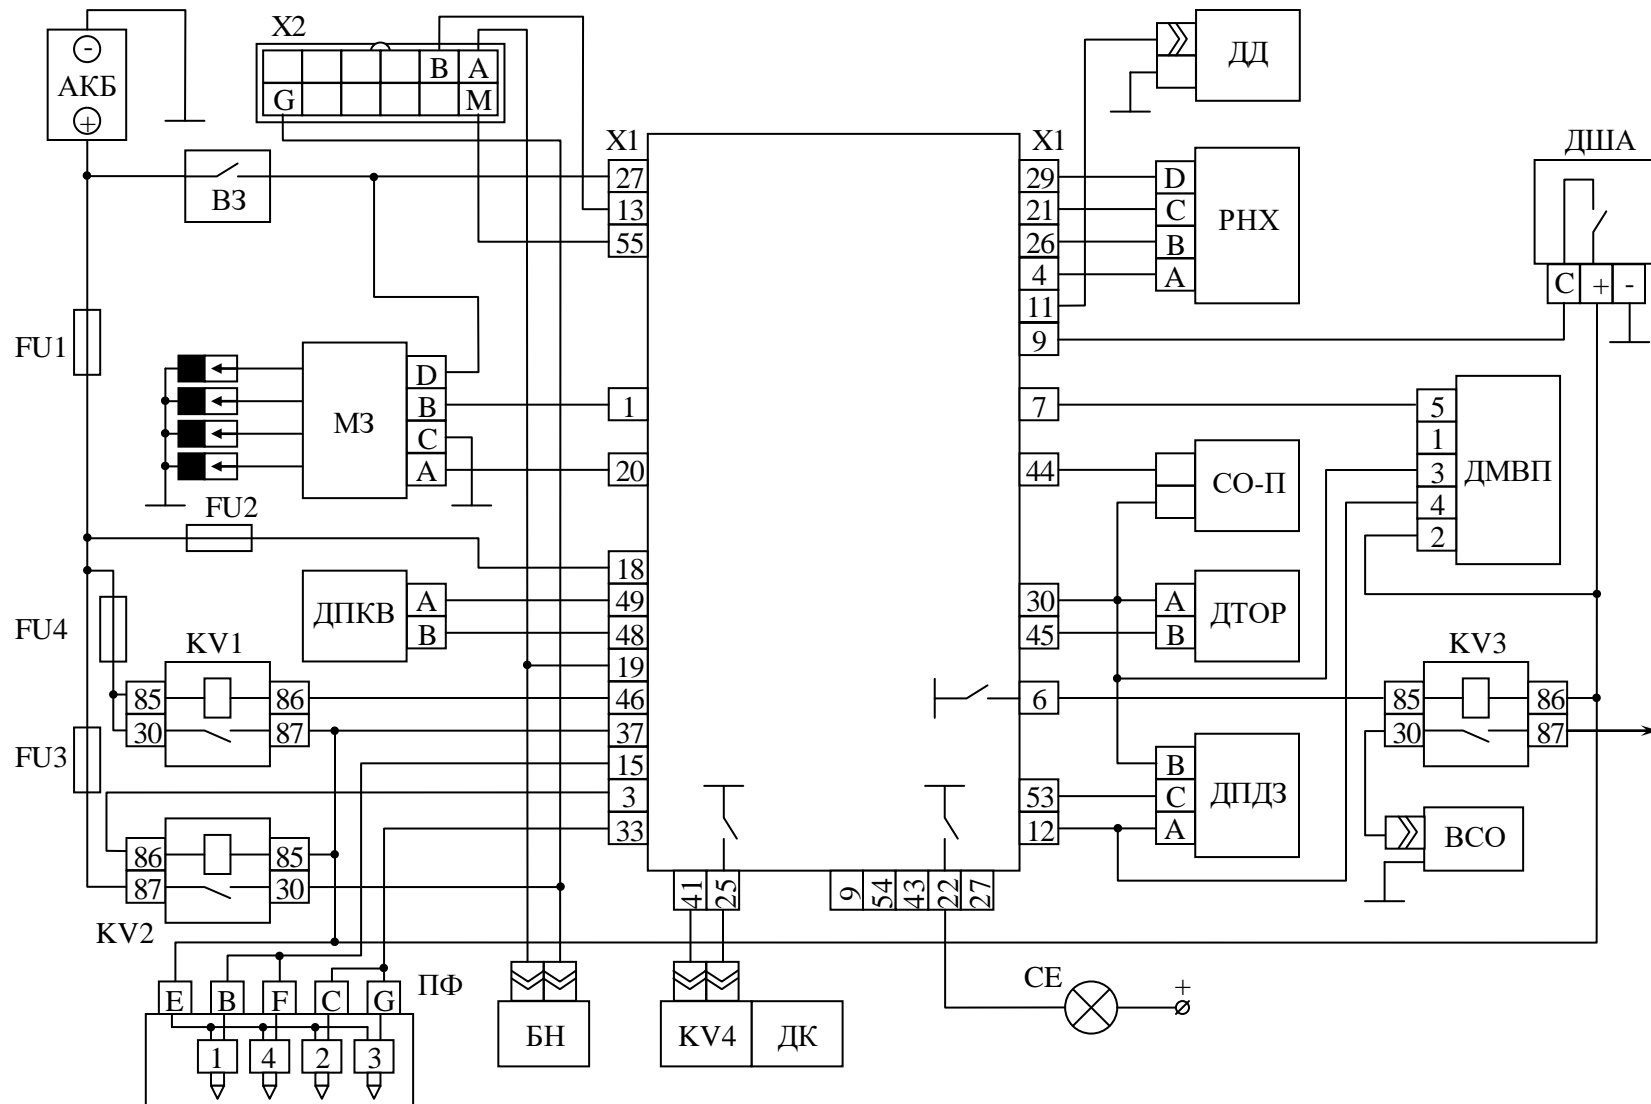 X2
-
АКБ
+
B A
G M
ДД
X1
X1
ДША
ВЗ
27
13
55
29 D
21 C
26 B
4 A
11
9
РНХ
C + -
FU1
D
B
C
A
МЗ
1
20
7
44
СО-П
5
1
3
4
2
ДМВП
FU2
18
49
48
19
46
37
15
3
33
ДПКВ
A
B
30 A
45 B
ДТОР
FU4
KV1
85 86
30 87
6
KV3
85 86
30 87
FU3
B
53 C
12 A
ДПДЗ
ВСО
86 85
87 30
KV2
41 25
9 54 43 22 27
E B F C G
ПФ
1 4 2 3
БН
KV4 ДК
СЕ
+